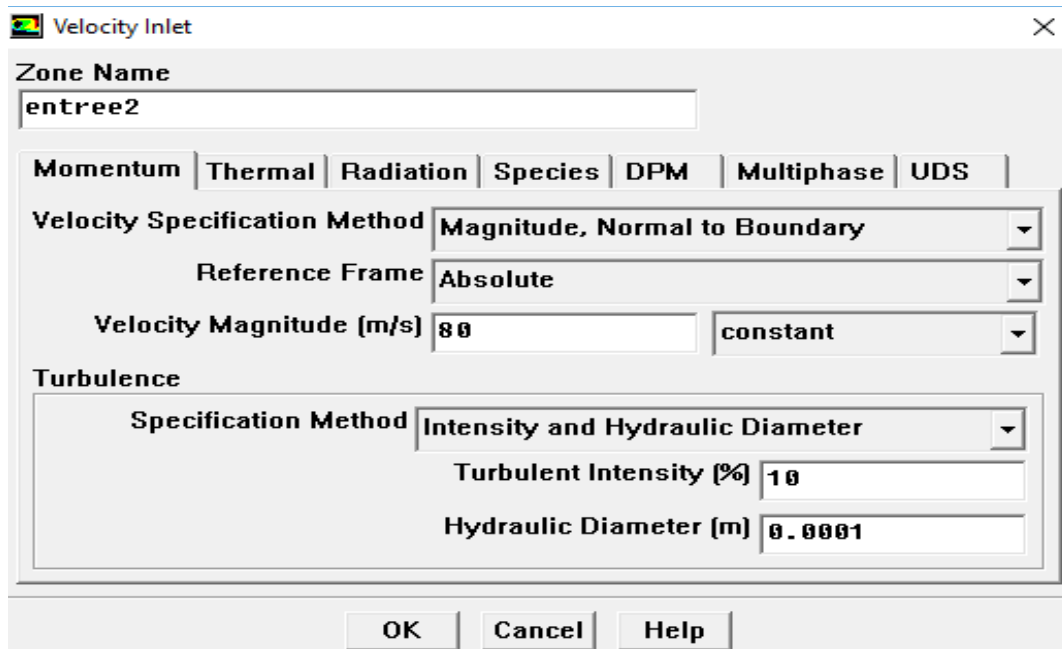 Velocity Inlet
Zone Name
entree2
Momentum Thermal Radiation Species DPM Multiphase UDS
Velocity Specification Method Magnitude, Normal to Boundary
Reference Frame Absolute
Velocity Magnitude (m/s) 80 constant
Turbulence
Specification Method Intensity and Hydraulic Diameter
Turbulent Intensity (%) 10
Hydraulic Diameter (m) 0.0001
OK Cancel Help